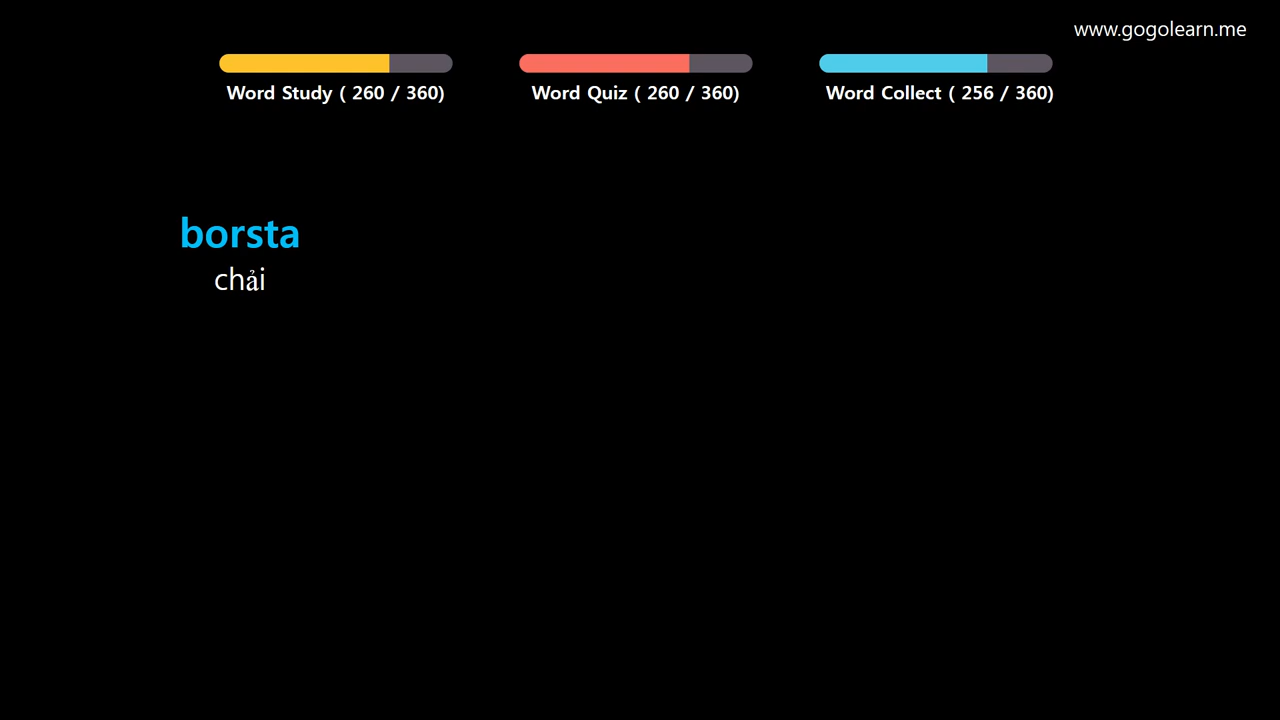 www.gogolearn.me
Word Study ( 260 / 360)
Word Quiz ( 260 / 360)
Word Collect ( 256 / 360)
borsta
chải